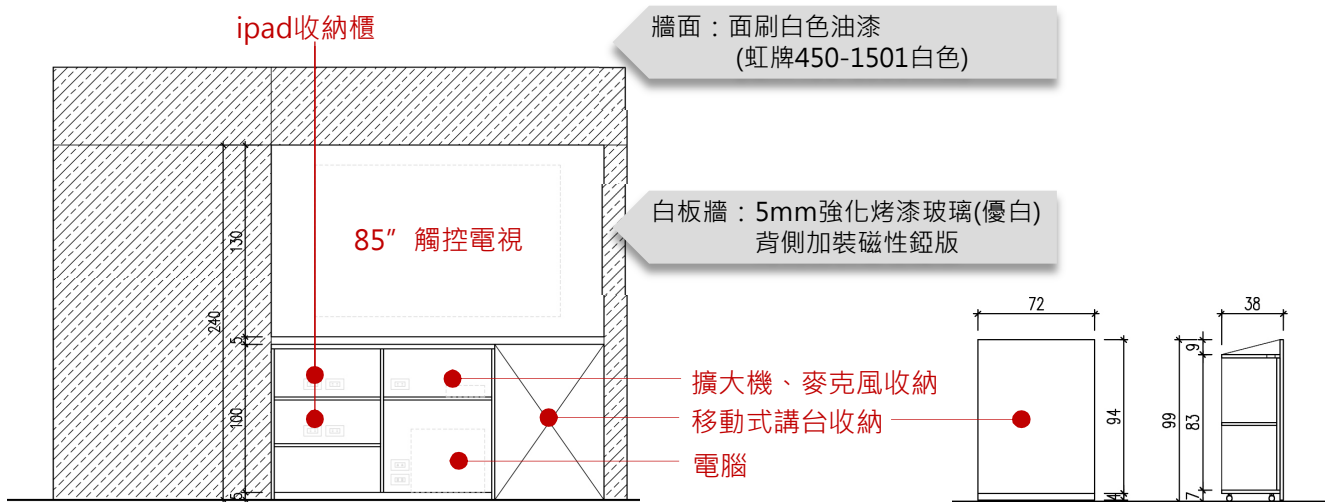 ipad收納櫃
牆面：面刷白色油漆
(虹牌450-1501白色)
白板牆：5mm強化烤漆玻璃(優白)
背側加裝磁性鋞版
85” 觸控電視
130
240
5
100
5
擴大機、麥克風收納
移動式講台收納
電腦
72
94
4
38
9
99
83
7